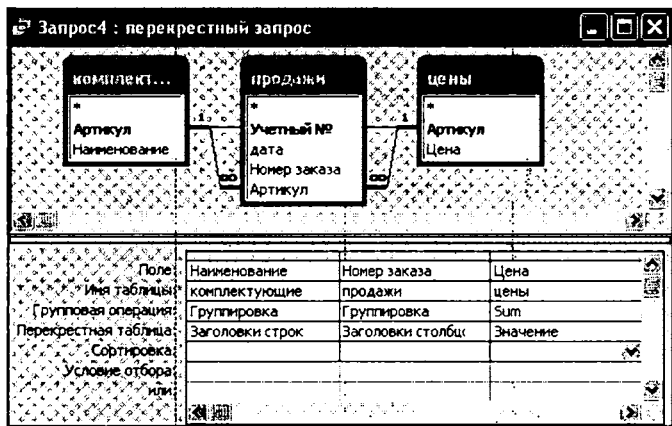 Запрос4 : перекрестный запрос
комплект...
*
Артикул
Наименование
продажи
*
Учетный №
дата
Номер заказа
Артикул
цены
*
Артикул
Цена
1
∞
∞
1
Поле: Наименование Номер заказа Цена
Имя таблицы: комплектующие продажи цены
Групповая операция: Группировка Группировка Sum
Перекрестная таблица: Заголовки строк Заголовки столбцо Значение
Сортировка:
Условие отбора:
или: